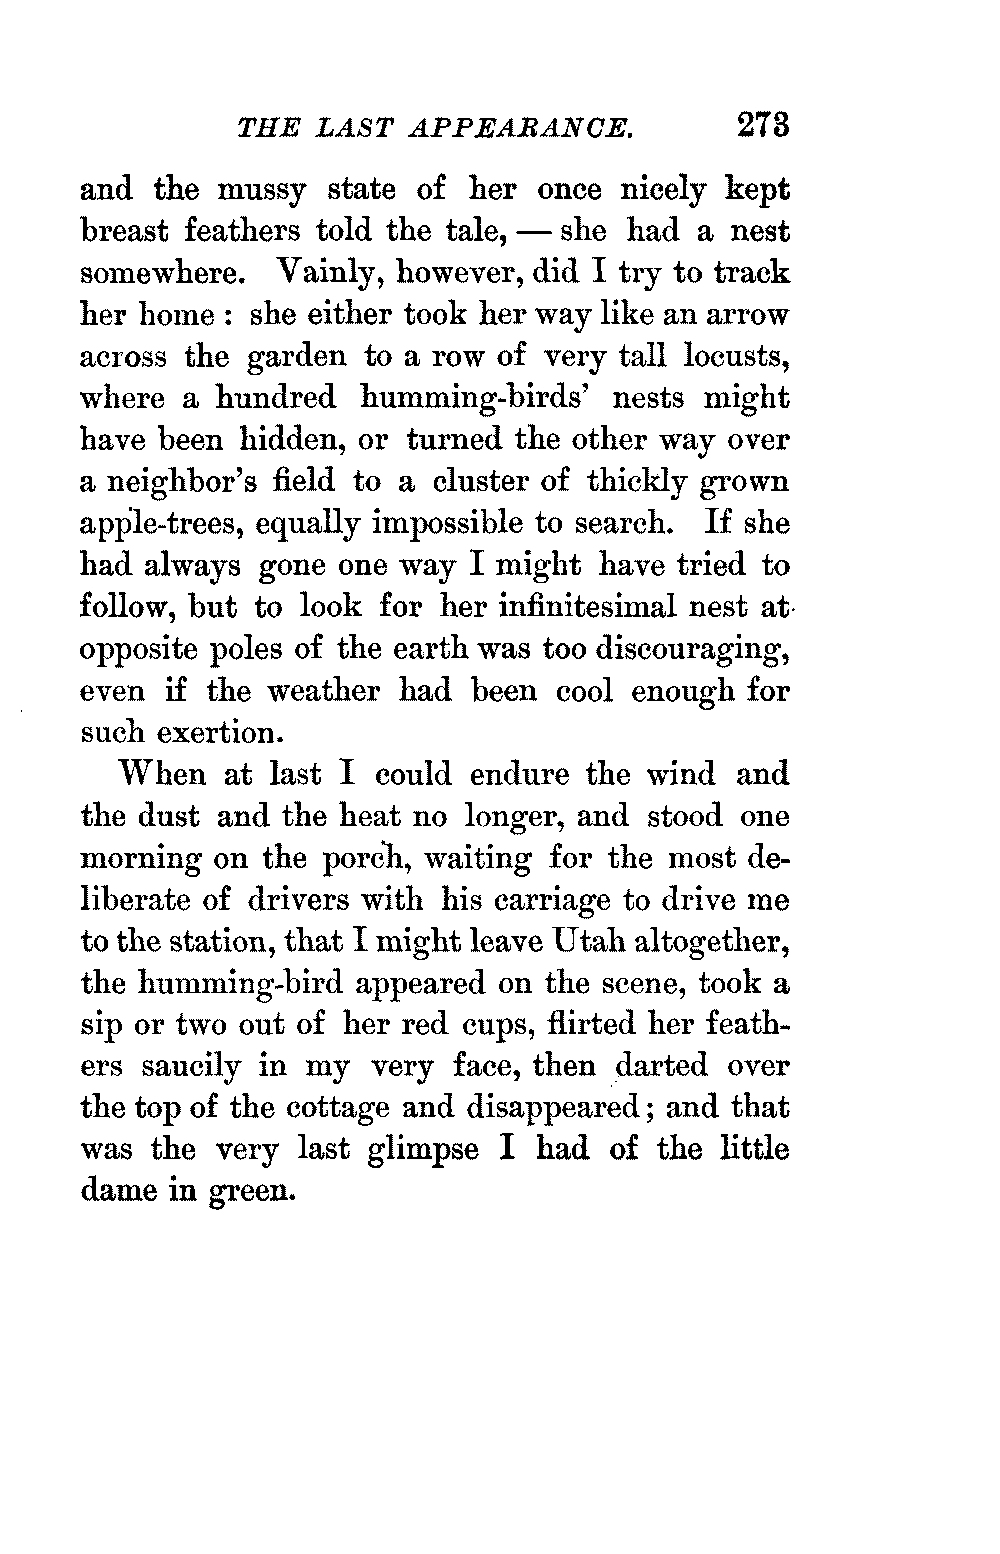 THE LAST APPEARANCE. 273
and the mussy state of her once nicely kept
breast feathers told the tale, — she had a nest
somewhere. Vainly, however, did I try to track
her home : she either took her way like an arrow
across the garden to a row of very tall locusts,
where a hundred humming-birds’ nests might
have been hidden, or turned the other way over
a neighbor’s field to a cluster of thickly grown
apple-trees, equally impossible to search. If she
had always gone one way I might have tried to
follow, but to look for her infinitesimal nest at
opposite poles of the earth was too discouraging,
even if the weather had been cool enough for
such exertion.
When at last I could endure the wind and
the dust and the heat no longer, and stood one
morning on the porch, waiting for the most de-
liberate of drivers with his carriage to drive me
to the station, that I might leave Utah altogether,
the humming-bird appeared on the scene, took a
sip or two out of her red cups, flirted her feath-
ers saucily in my very face, then darted over
the top of the cottage and disappeared; and that
was the very last glimpse I had of the little
dame in green.